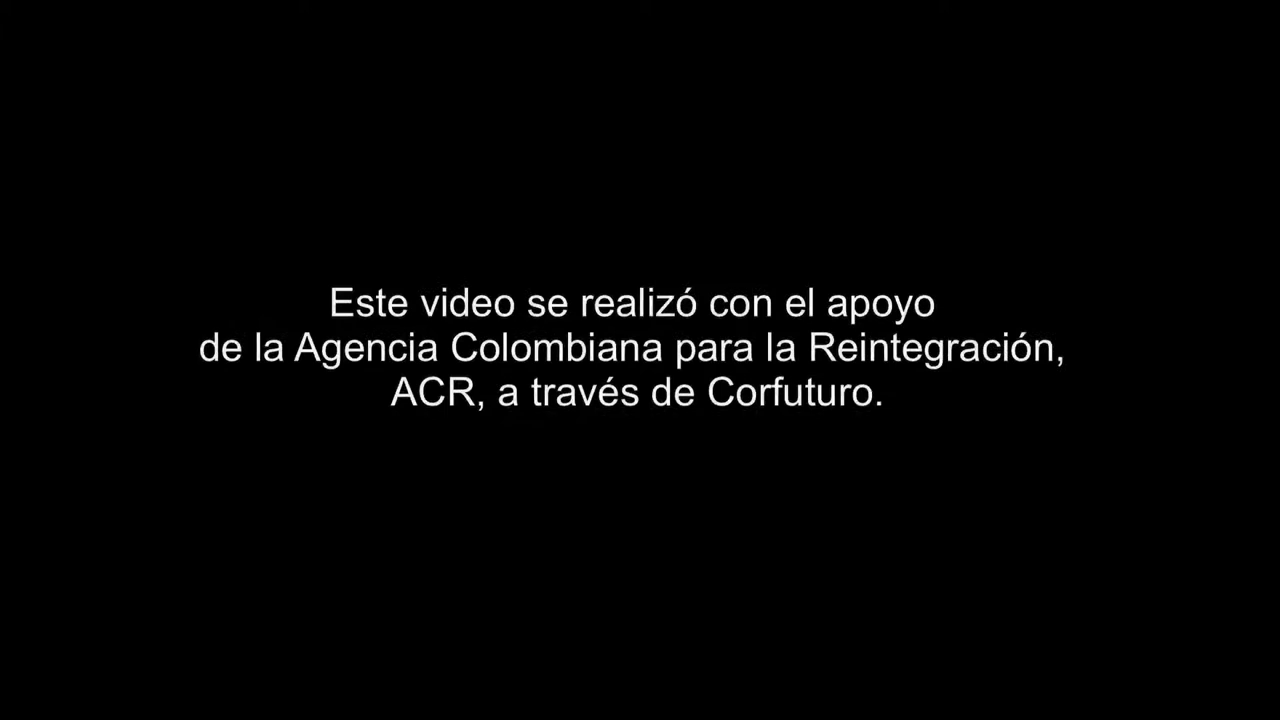 Este video se realizó con el apoyo
de la Agencia Colombiana para la Reintegración,
ACR, a través de Corfuturo.